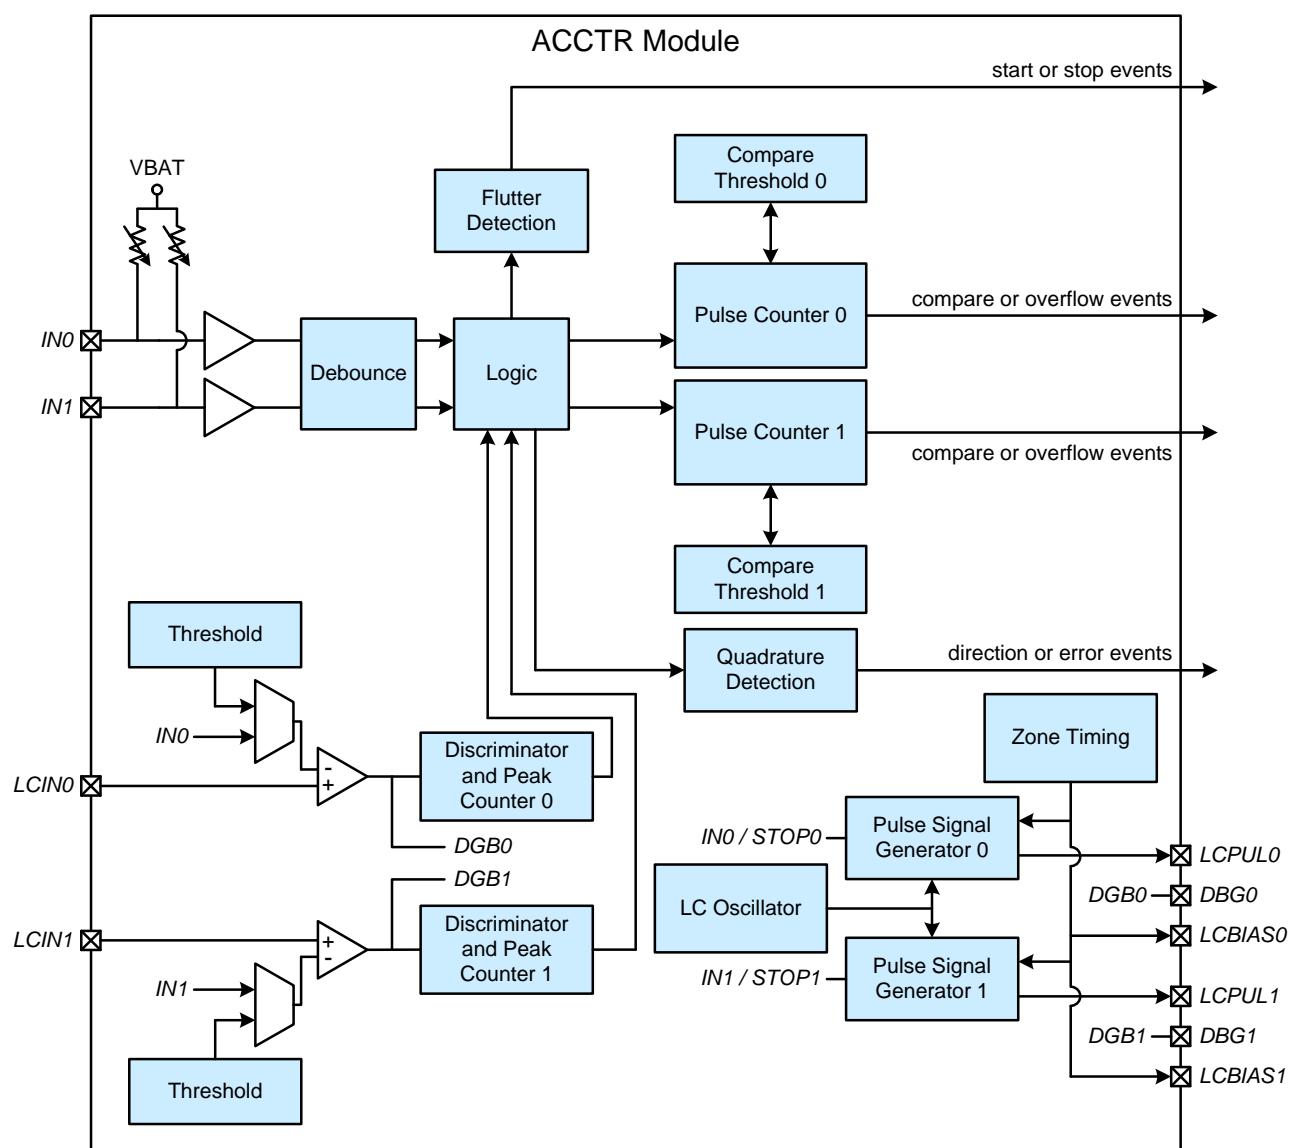 ACCTR Module
start or stop events
VBAT
Flutter
Detection
Compare
Threshold 0
IN0
IN1
Debounce
Logic
Pulse Counter 0
compare or overflow events
Pulse Counter 1
compare or overflow events
Compare
Threshold 1
Threshold
Quadrature
Detection
direction or error events
IN0
LCIN0
-
+
Discriminator
and Peak
Counter 0
DGB0
Zone Timing
IN0 / STOP0
Pulse Signal
Generator 0
LCPUL0
DGB1
LCIN1
+
-
Discriminator
and Peak
Counter 1
LC Oscillator
DGB0
DBG0
LCBIAS0
IN1
IN1 / STOP1
Pulse Signal
Generator 1
LCPUL1
DGB1
DBG1
Threshold
LCBIAS1